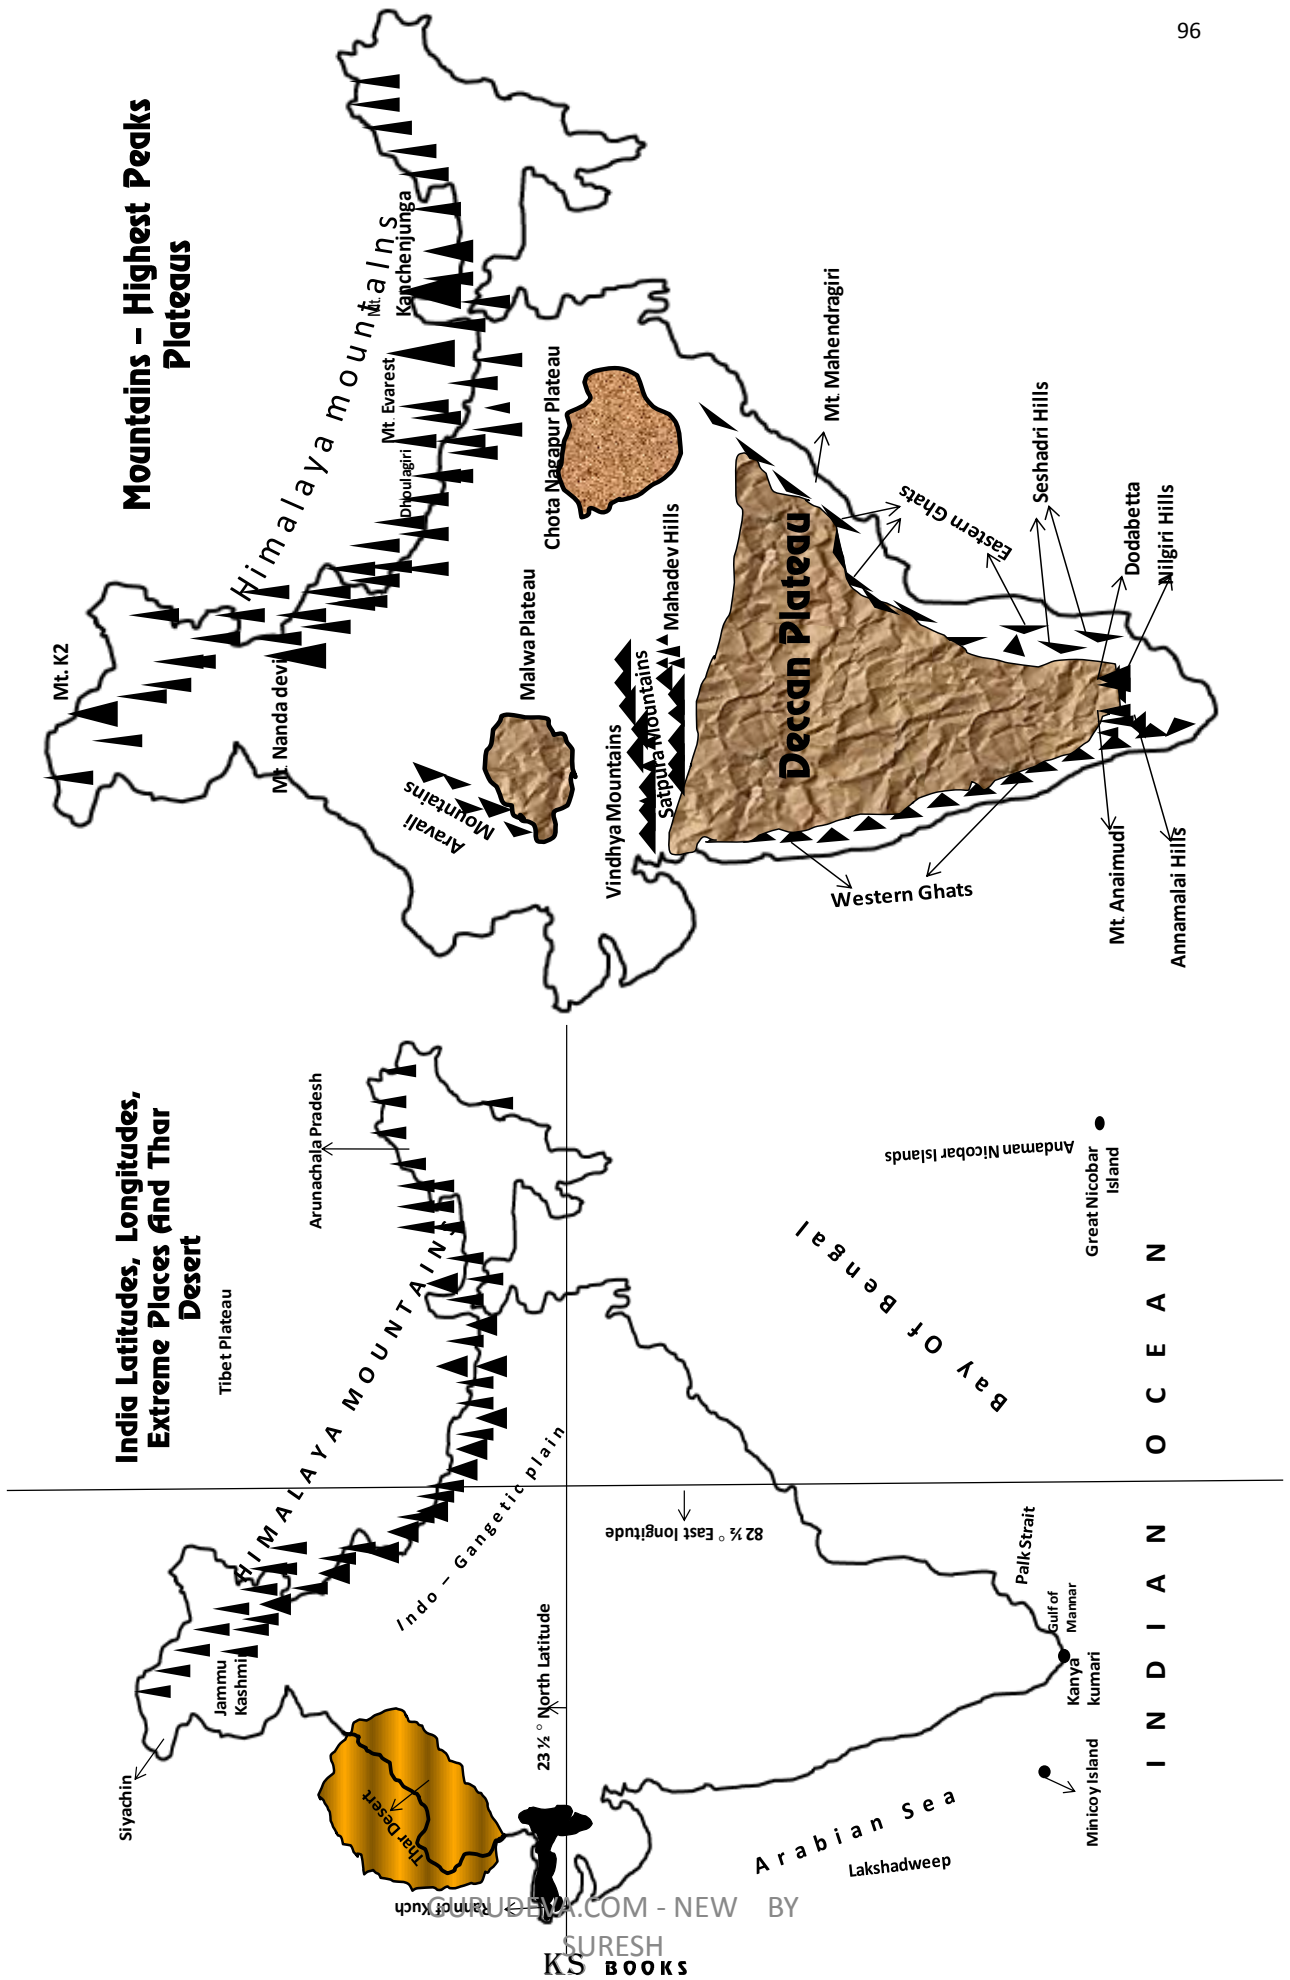 96
Mountains – Highest Peaks
Plateaus
Himalaya mountains
Mt. K2
Mt. Nanda devi
Dhoulagiri
Mt. Evarest
Mt.
Kanchenjunga
Aravali
Mountains
Malwa Plateau
Chota Nagapur Plateau
Vindhya Mountains
Satpura Mountains
Mahadev Hills
Deccan Plateau
Mt. Mahendragiri
Eastern Ghats
Seshadri Hills
Western Ghats
Dodabetta
Nilgiri Hills
Mt. Anaimudi
Annamalai Hills
India Latitudes, Longitudes,
Extreme Places And Thar
Desert
Tibet Plateau
Arunachala Pradesh
HIMALAYA MOUNTAINS
Siyachin
Jammu
Kashmir
Thar Desert
Indo – Gangetic plain
23 ½ ° North Latitude
82 ½ ° East longitude
Rann of Kuch
Arabian Sea
Lakshadweep
Minicoy Island
Kanya
kumari
Gulf of
Mannar
Palk Strait
Bay Of Bengal
Andaman Nicobar Islands
Great Nicobar
Island
INDIAN OCEAN
GURUDEVA.COM - NEW BY
SURESH
KS BOOKS